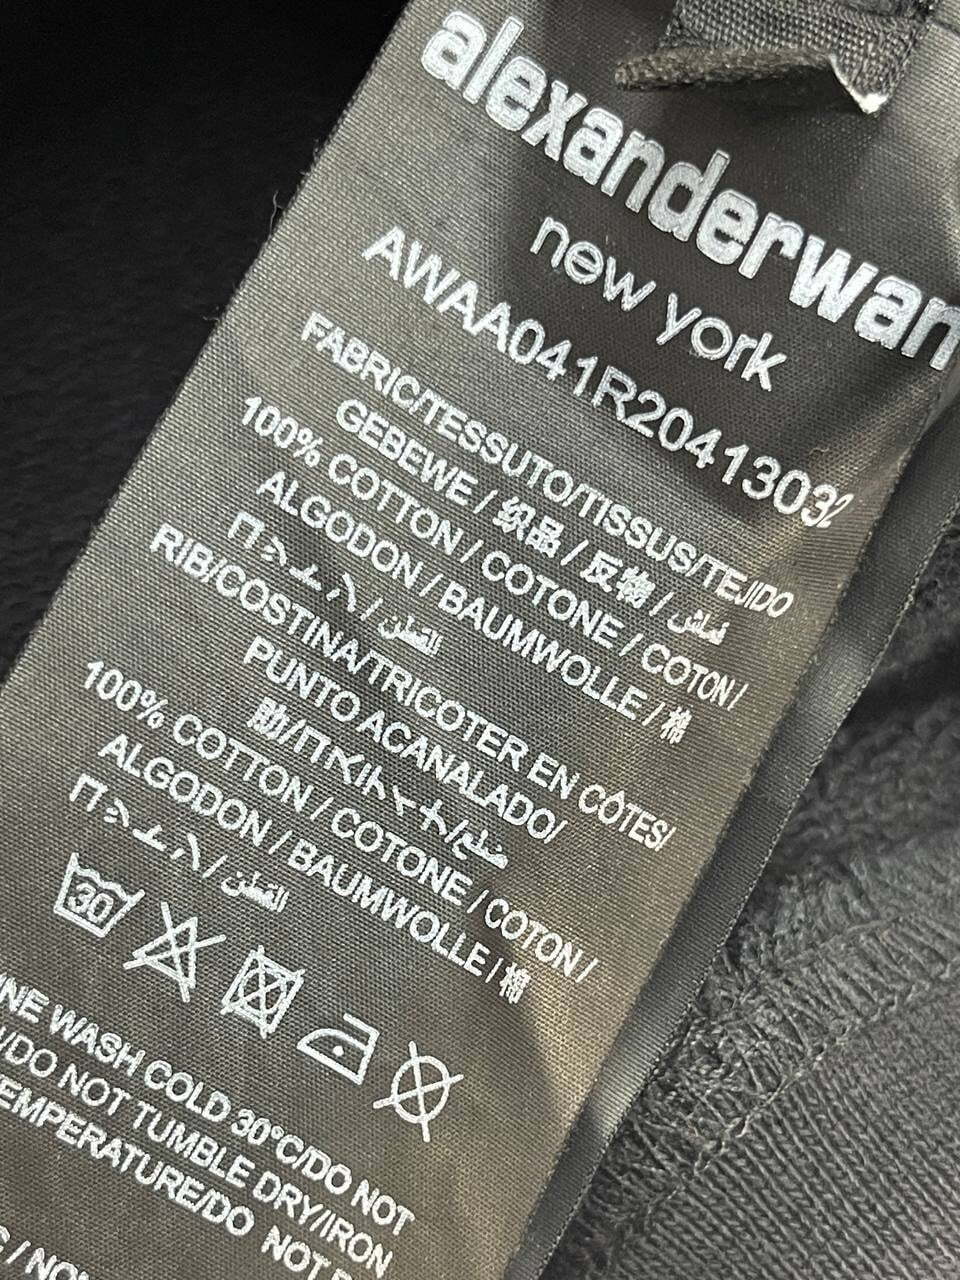 alexanderwan
new york
AWAA041R20413032
FABRIC/TESSUTO/TISSUS/TEJIDO
GEBEWE / 织品 / 反物 / قماش
100% COTTON / COTONE / COTON /
ALGODON / BAUMWOLLE / 棉
القطن
RIB/COSTINA/TRICOTER EN CÔTES/
PUNTO ACANALADO/
100% COTTON / COTONE / COTON /
ALGODON / BAUMWOLLE / 棉
القطن
30
INE WASH COLD 30°C/DO NOT
/DO NOT TUMBLE DRY/IRON
EMPERATURE/DO NOT